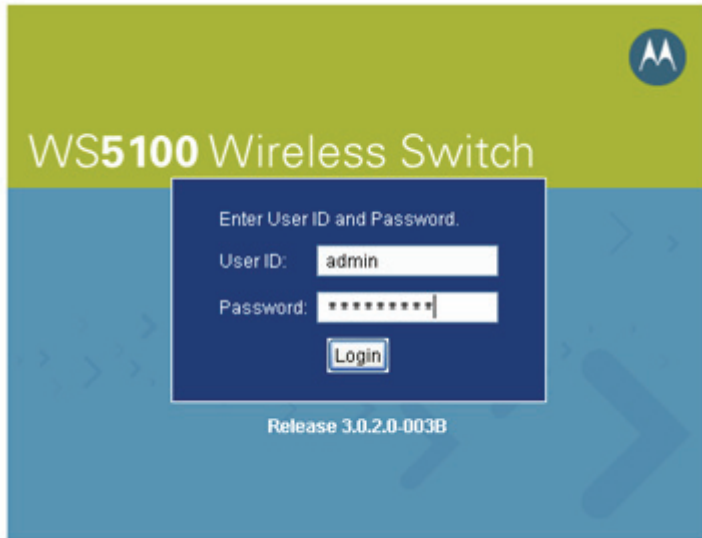 WS5100 Wireless Switch
Enter User ID and Password.
User ID: admin
Password: *********
Login
Release 3.0.2.0-003B